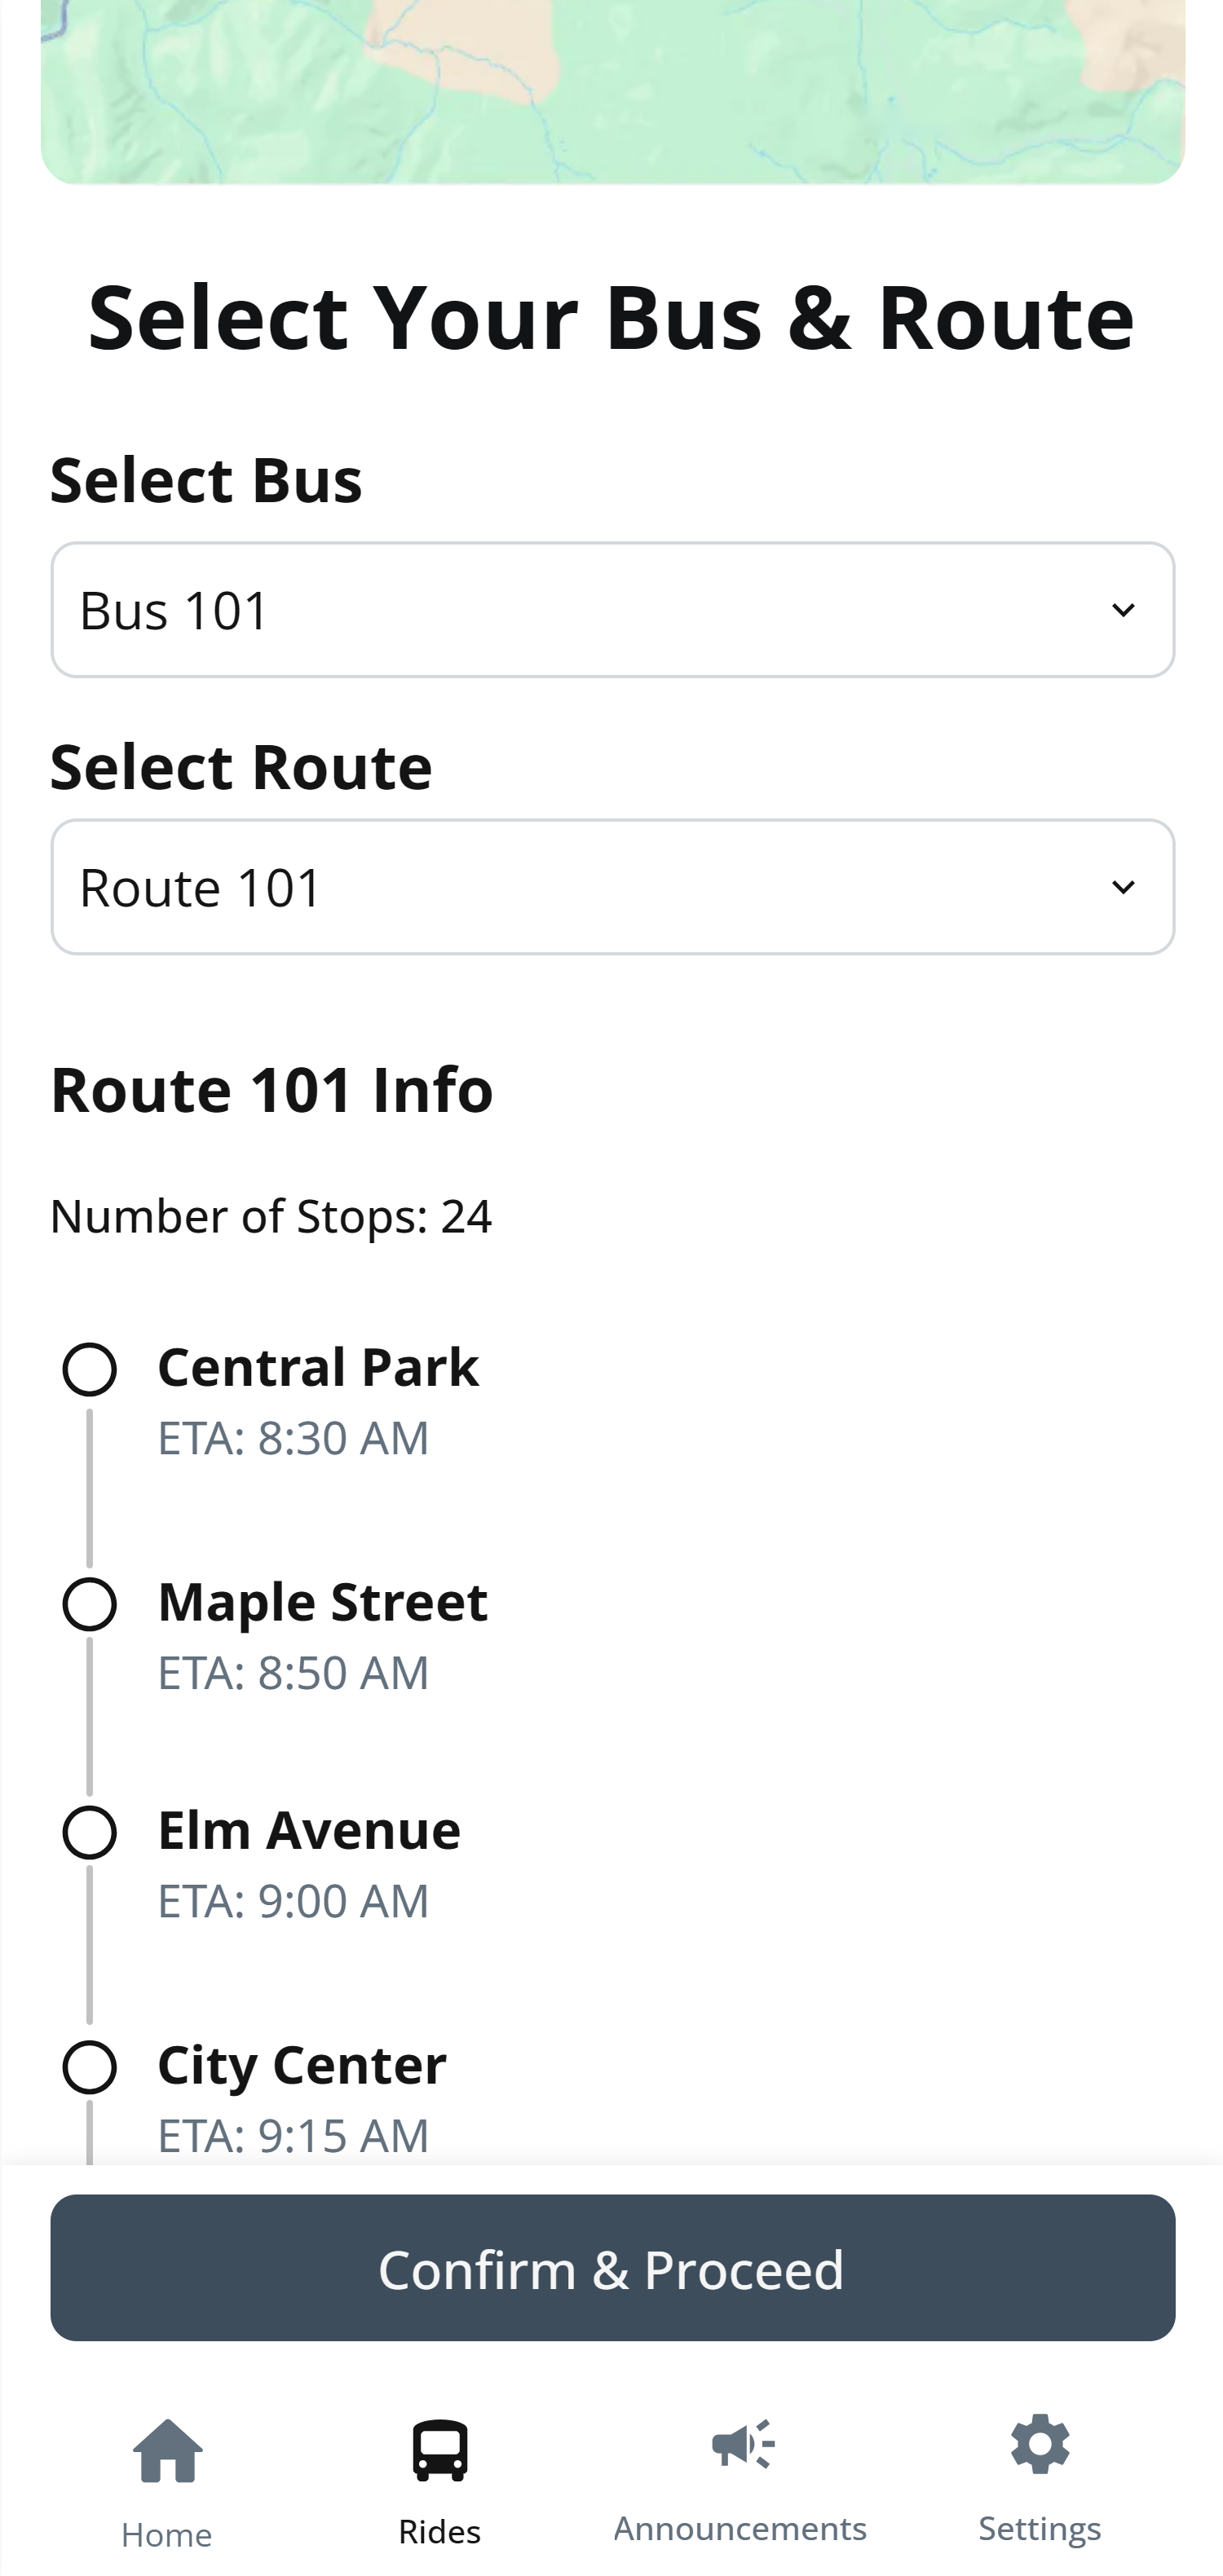 Select Your Bus & Route
Select Bus
Bus 101
Select Route
Route 101
Route 101 Info
Number of Stops: 24
Central Park
ETA: 8:30 AM
Maple Street
ETA: 8:50 AM
Elm Avenue
ETA: 9:00 AM
City Center
ETA: 9:15 AM
Confirm & Proceed
Home
Rides
Announcements
Settings